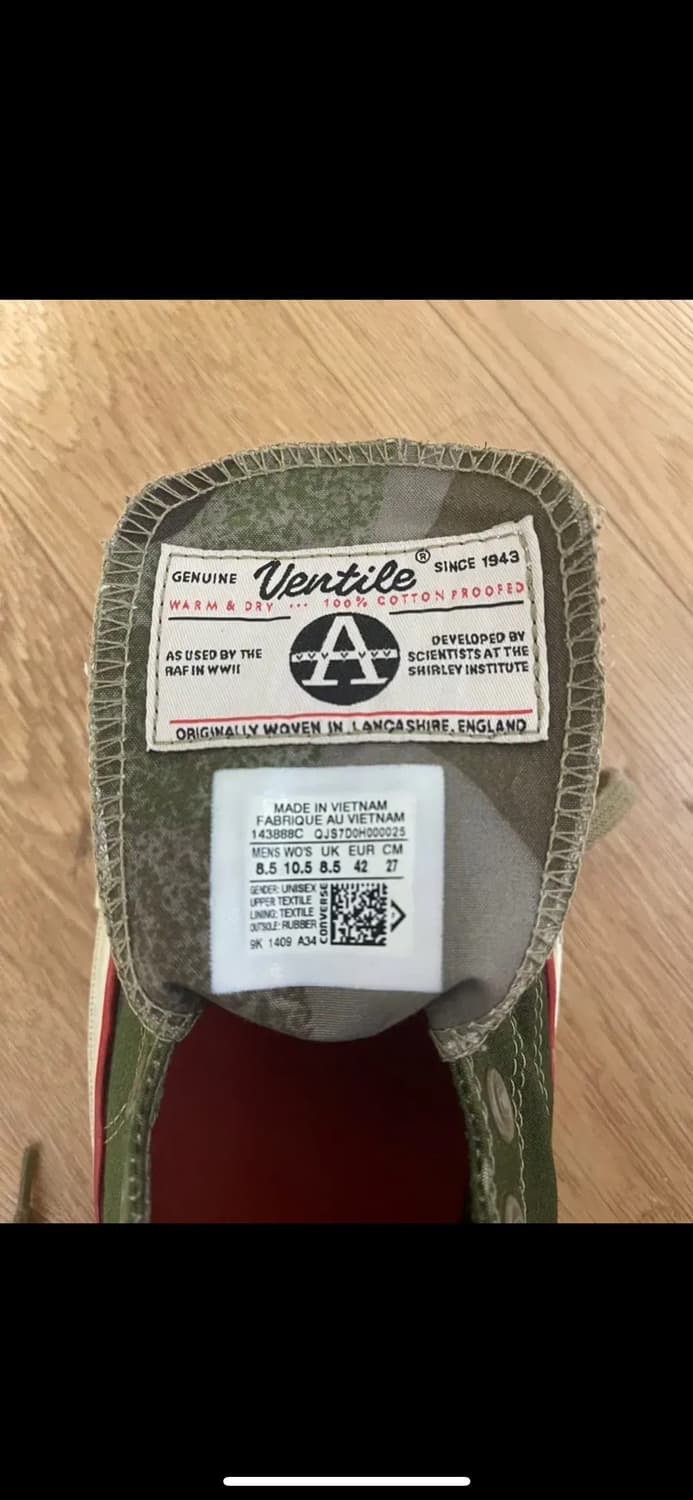 GENUINE Ventile® SINCE 1943
WARM & DRY ··· 100% COTTON PROOFED
AS USED BY THE
RAF IN WWII
A
DEVELOPED BY
SCIENTISTS AT THE
SHIRLEY INSTITUTE
ORIGINALLY WOVEN IN LANCASHIRE, ENGLAND
MADE IN VIETNAM
FABRIQUE AU VIETNAM
143888C QJS7D0H000025
MENS WO'S UK EUR CM
8.5 10.5 8.5 42 27
GENDER: UNISEX
UPPER TEXTILE
LINING: TEXTILE
OUTSOLE: RUBBER
9K 1409 A34
CONVERSE